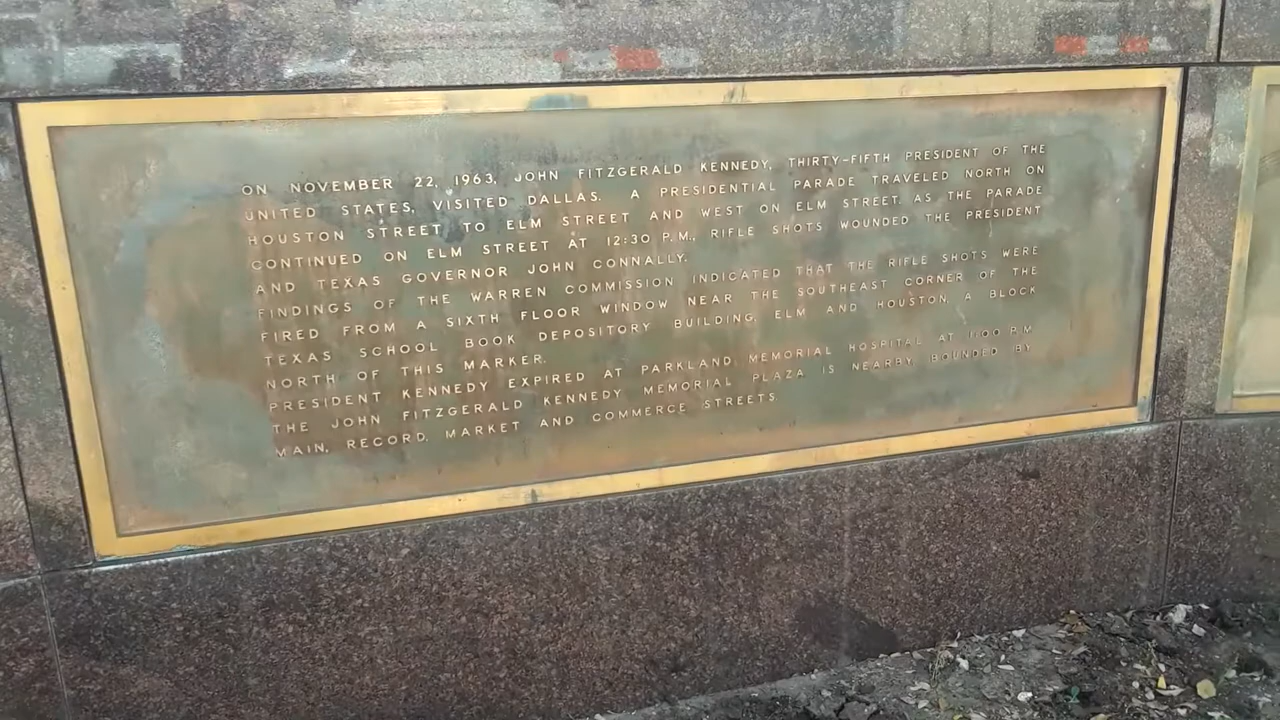 ON NOVEMBER 22, 1963, JOHN FITZGERALD KENNEDY, THIRTY-FIFTH PRESIDENT OF THE
UNITED STATES, VISITED DALLAS. A PRESIDENTIAL PARADE TRAVELED NORTH ON
HOUSTON STREET TO ELM STREET AND WEST ON ELM STREET. AS THE PARADE
CONTINUED ON ELM STREET AT 12:30 P.M., RIFLE SHOTS WOUNDED THE PRESIDENT
AND TEXAS GOVERNOR JOHN CONNALLY.
FINDINGS OF THE WARREN COMMISSION INDICATED THAT THE RIFLE SHOTS WERE
FIRED FROM A SIXTH FLOOR WINDOW NEAR THE SOUTHEAST CORNER OF THE
TEXAS SCHOOL BOOK DEPOSITORY BUILDING, ELM AND HOUSTON, A BLOCK
NORTH OF THIS MARKER.
PRESIDENT KENNEDY EXPIRED AT PARKLAND MEMORIAL HOSPITAL AT 1:00 P.M.
THE JOHN FITZGERALD KENNEDY MEMORIAL PLAZA IS NEARBY, BOUNDED BY
MAIN, RECORD, MARKET AND COMMERCE STREETS.